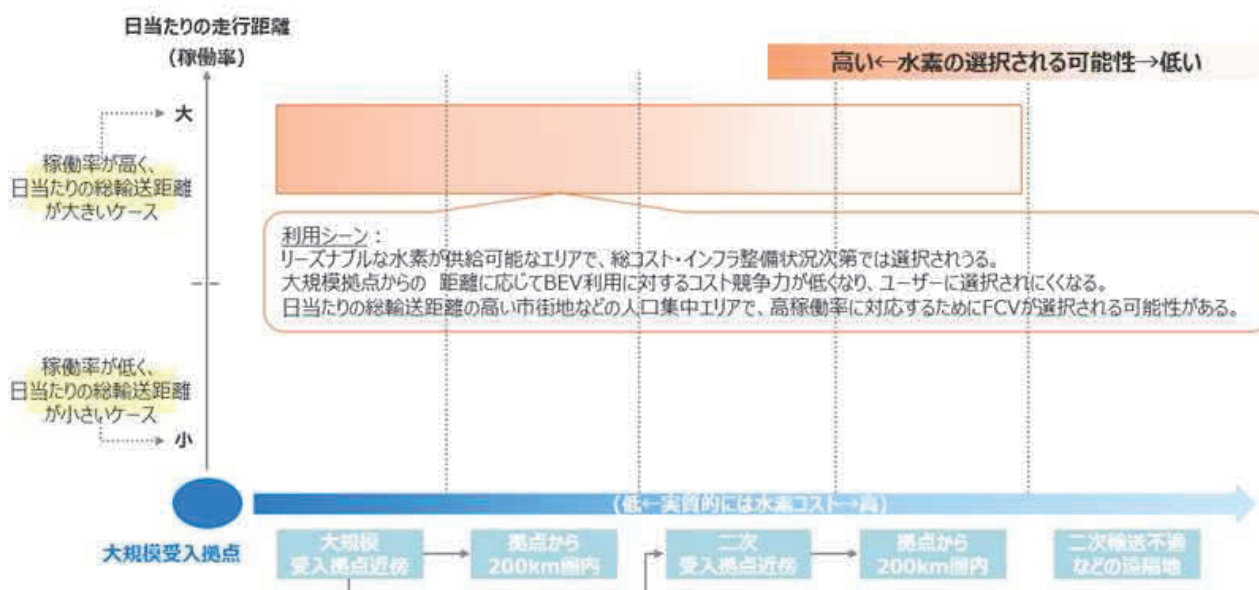 日当たりの走行距離
(稼働率)
高い←水素の選択される可能性→低い
大
稼働率が高く、
日当たりの総輸送距離
が大きいケース
利用シーン：
リーズナブルな水素が供給可能なエリアで、総コスト・インフラ整備状況次第では選択されうる。
大規模拠点からの 距離に応じてBEV利用に対するコスト競争力が低くなり、ユーザーに選択されにくくなる。
日当たりの総輸送距離の高い市街地などの人口集中エリアで、高稼働率に対応するためにFCVが選択される可能性がある。
稼働率が低く、
日当たりの総輸送距離
が小さいケース
小
(低←実質的には水素コスト→高)
大規模受入拠点
大規模
受入拠点近傍
拠点から
200km圏内
二次
受入拠点近傍
拠点から
200km圏内
二次輸送不適
などの遠隔地